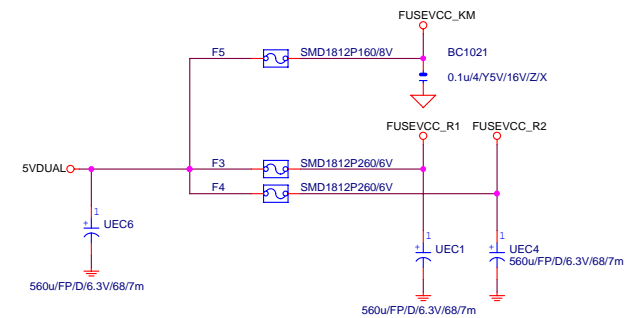 FUSEVCC_KM
F5
SMD1812P160/8V
BC1021
0.1u/4/Y5V/16V/Z/X
FUSEVCC_R1
FUSEVCC_R2
5VDUAL
F3
SMD1812P260/6V
F4
SMD1812P260/6V
1
+
UEC6
560u/FP/D/6.3V/68/7m
1
+
UEC1
560u/FP/D/6.3V/68/7m
1
+
UEC4
560u/FP/D/6.3V/68/7m